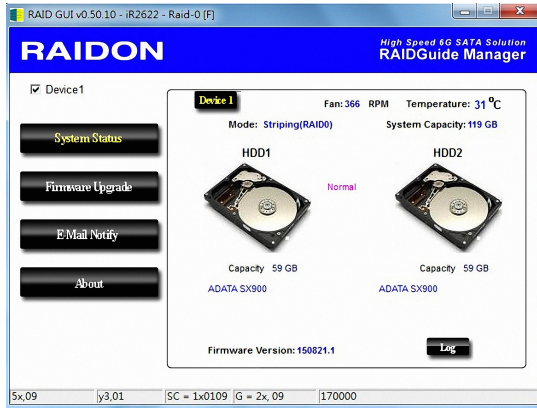 RAID GUI v0.50.10 - iR2622 - Raid-0 [F]
RAIDON
High Speed 6G SATA Solution
RAIDGuide Manager
Device1
Device 1
Fan: 366 RPM Temperature: 31 °C
Mode: Striping(RAID0) System Capacity: 119 GB
System Status
HDD1 HDD2
Firmware Upgrade
Normal
E-Mail Notify
Capacity 59 GB Capacity 59 GB
About
ADATA SX900 ADATA SX900
Firmware Version: 150821.1
Log
5x,09 y3,01 SC = 1x0109 G = 2x, 09 170000